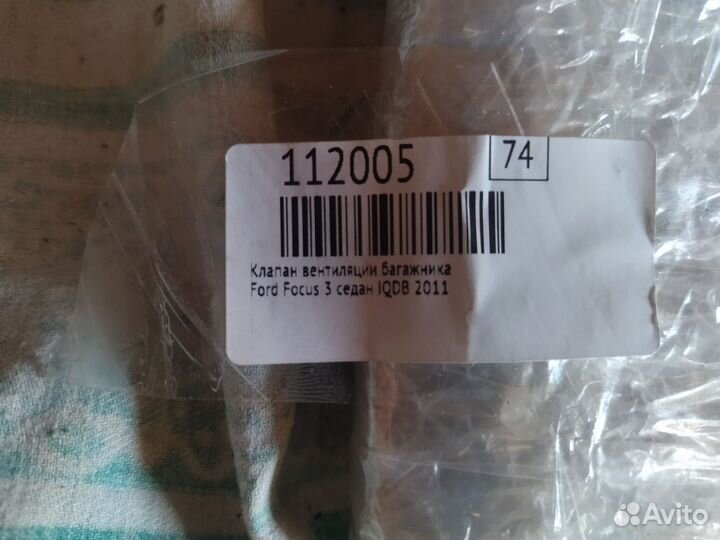 112005
74
Клапан вентиляции багажника
Ford Focus 3 седан IQDB 2011
Avito